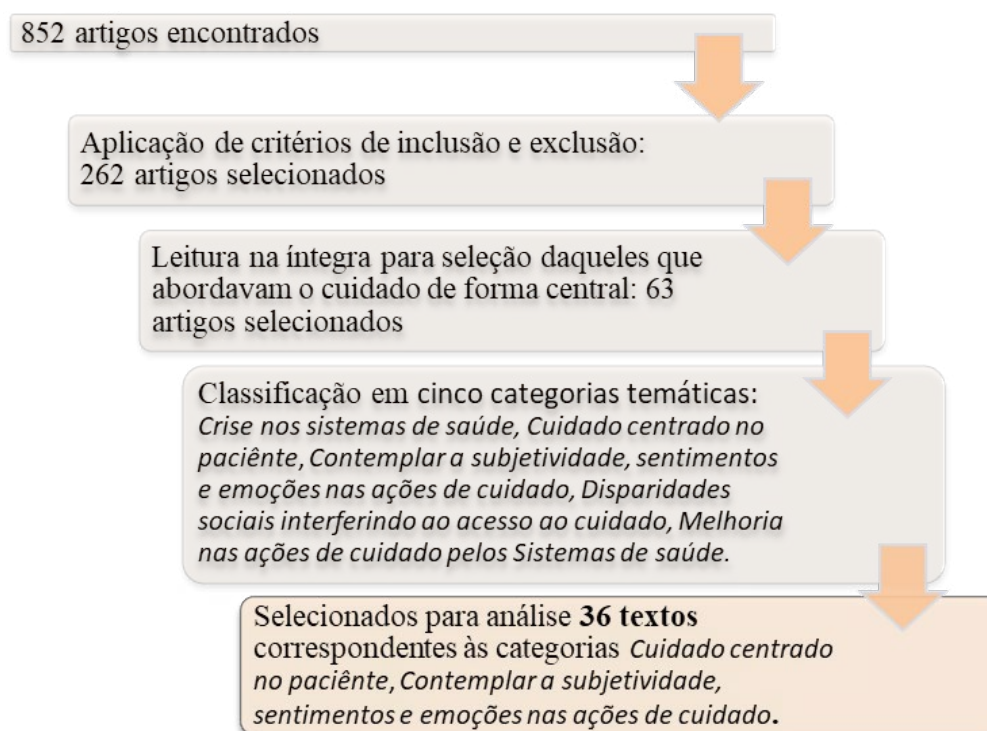 852 artigos encontrados
Aplicação de critérios de inclusão e exclusão:
262 artigos selecionados
Leitura na íntegra para seleção daqueles que
abordavam o cuidado de forma central: 63
artigos selecionados
Classificação em cinco categorias temáticas:
Crise nos sistemas de saúde, Cuidado centrado no
paciênte, Contemplar a subjetividade, sentimentos
e emoções nas ações de cuidado, Disparidades
sociais interferindo ao acesso ao cuidado, Melhoria
nas ações de cuidado pelos Sistemas de saúde.
Selecionados para análise 36 textos
correspondentes às categorias Cuidado centrado
no paciênte, Contemplar a subjetividade,
sentimentos e emoções nas ações de cuidado.